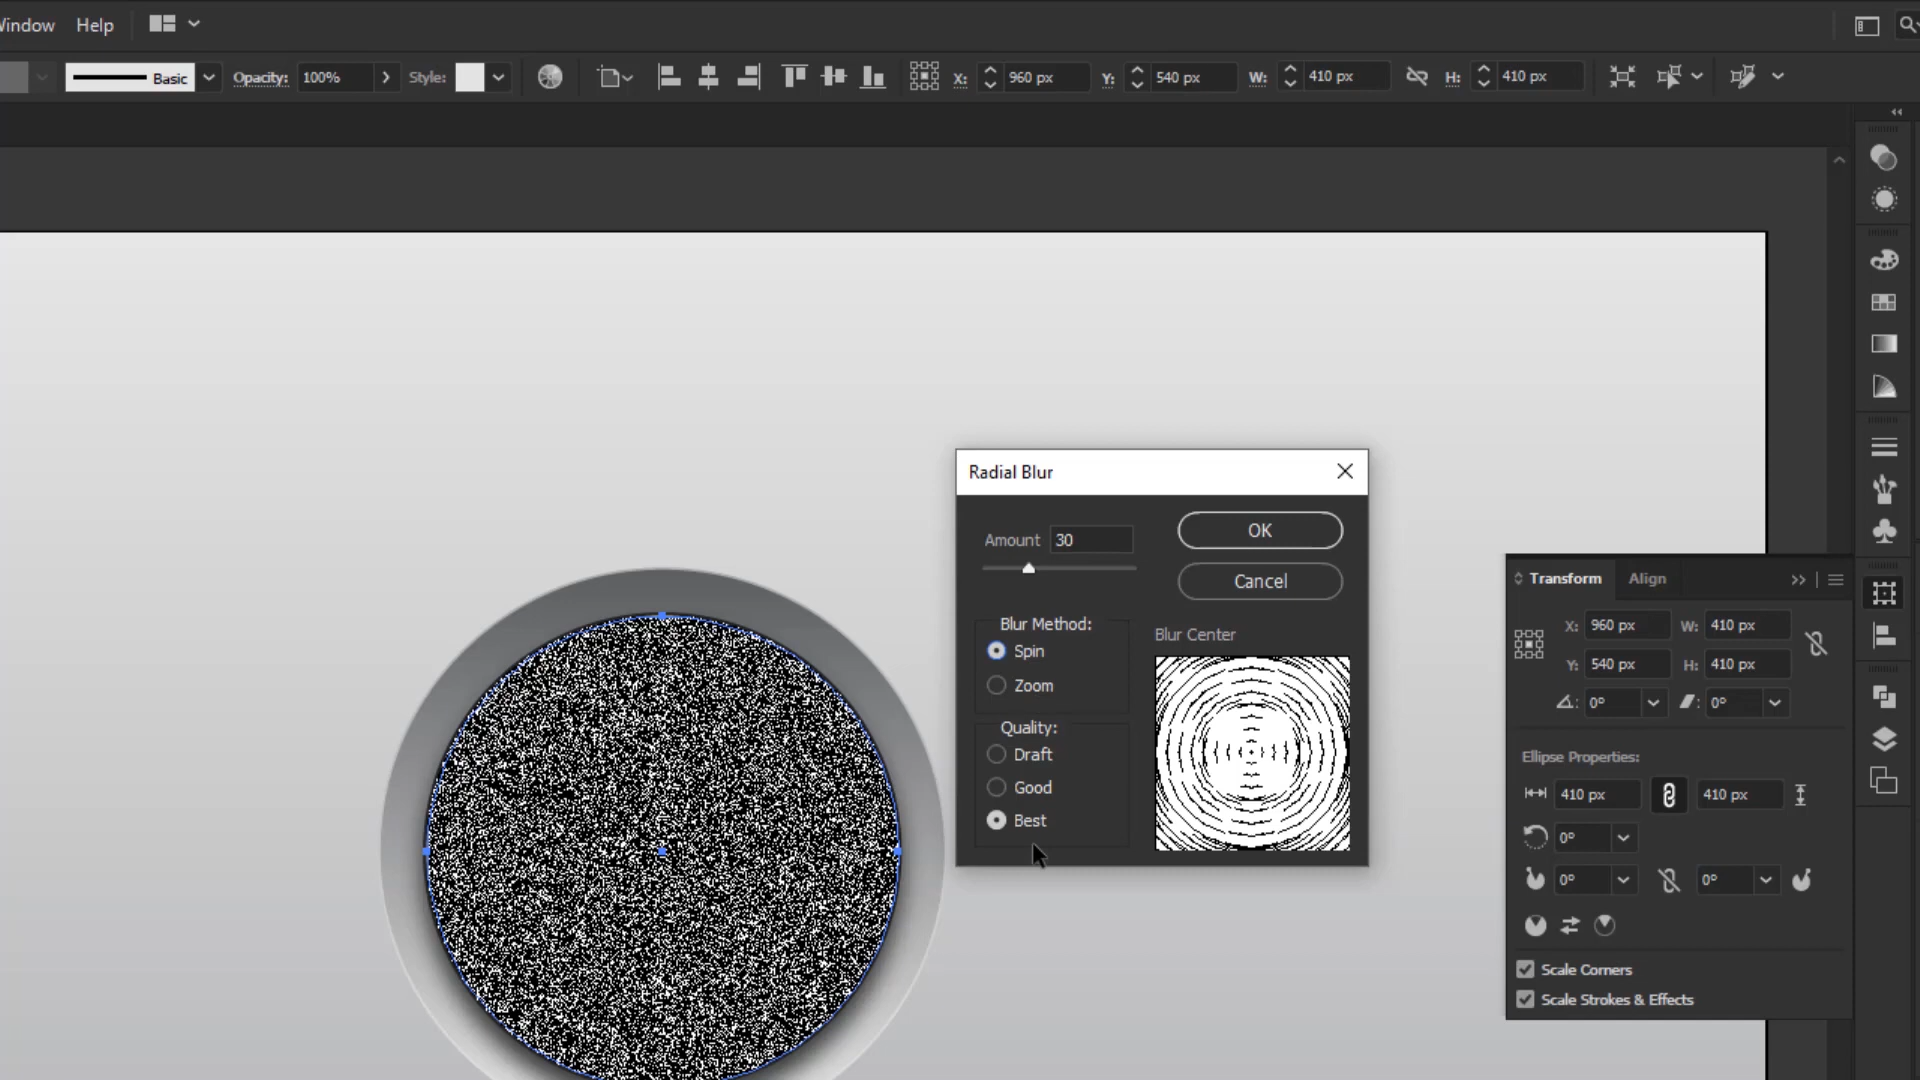 Window Help
Basic Opacity: 100% Style: X: 960 px Y: 540 px W: 410 px H: 410 px
Radial Blur
Amount 30
OK
Cancel
Blur Method:
Spin
Zoom
Blur Center
Quality:
Draft
Good
Best
Transform Align
X: 960 px W: 410 px
Y: 540 px H: 410 px
0° 0°
Ellipse Properties:
410 px 410 px
0°
0° 0°
Scale Corners
Scale Strokes & Effects